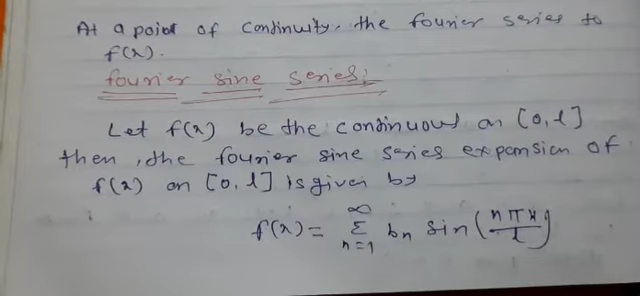 At a point of continuity, the fourier series to
f(x).
fourier sine series:
Let f(x) be the continuous on [0,l]
then, the fourier sine series expansion of
f(x) on [0,l] is given by
f(x) = ∞ Σ n=1 bn sin(nπx/l)